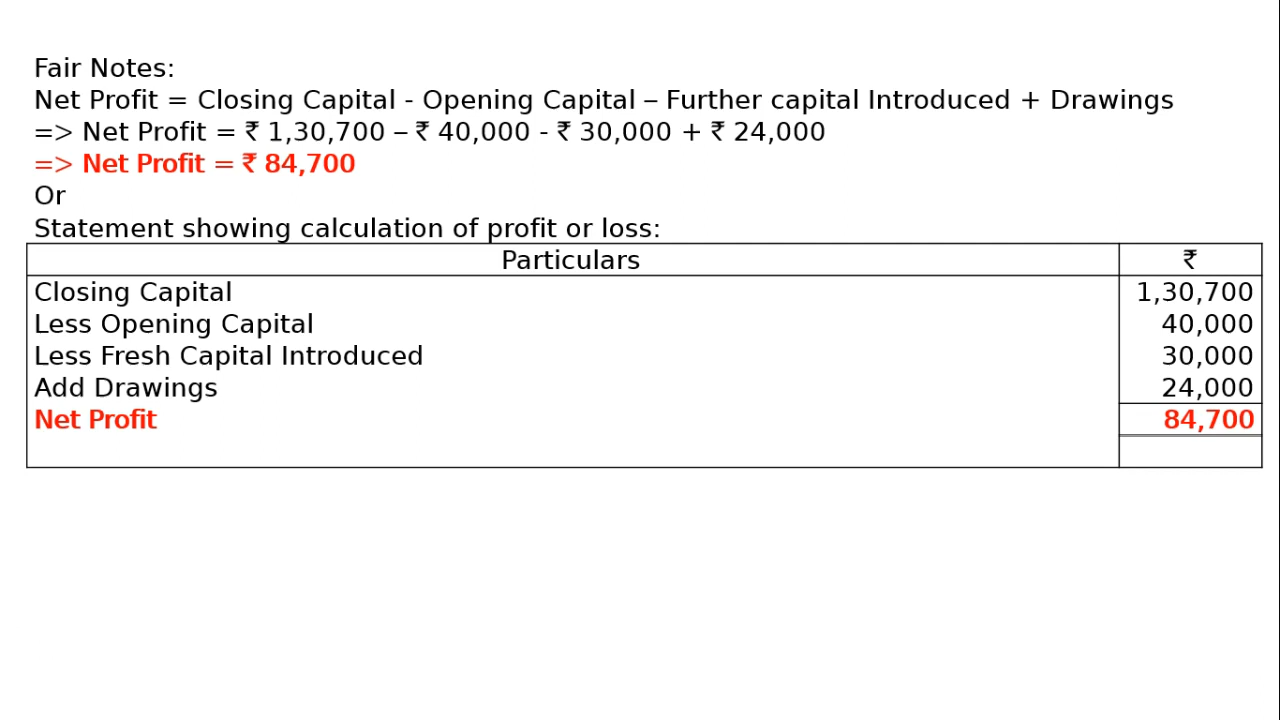 Fair Notes:
Net Profit = Closing Capital - Opening Capital – Further capital Introduced + Drawings
=> Net Profit = ₹ 1,30,700 – ₹ 40,000 - ₹ 30,000 + ₹ 24,000
=> Net Profit = ₹ 84,700
Or
Statement showing calculation of profit or loss:
Particulars ₹
Closing Capital 1,30,700
Less Opening Capital 40,000
Less Fresh Capital Introduced 30,000
Add Drawings 24,000
Net Profit 84,700